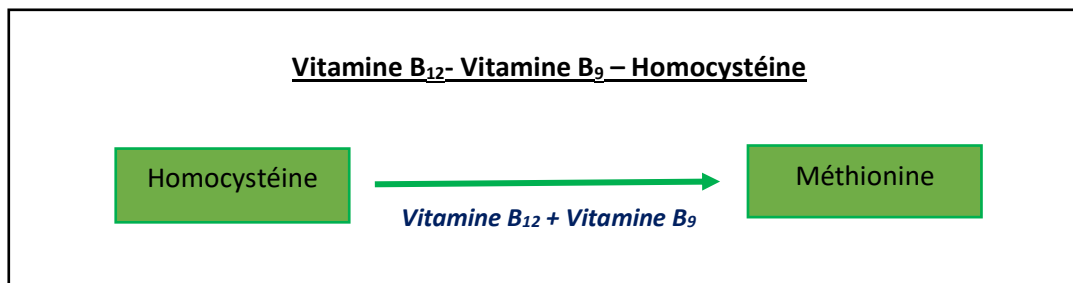 Vitamine B12- Vitamine B9 – Homocystéine
Homocystéine
Méthionine
Vitamine B12 + Vitamine B9